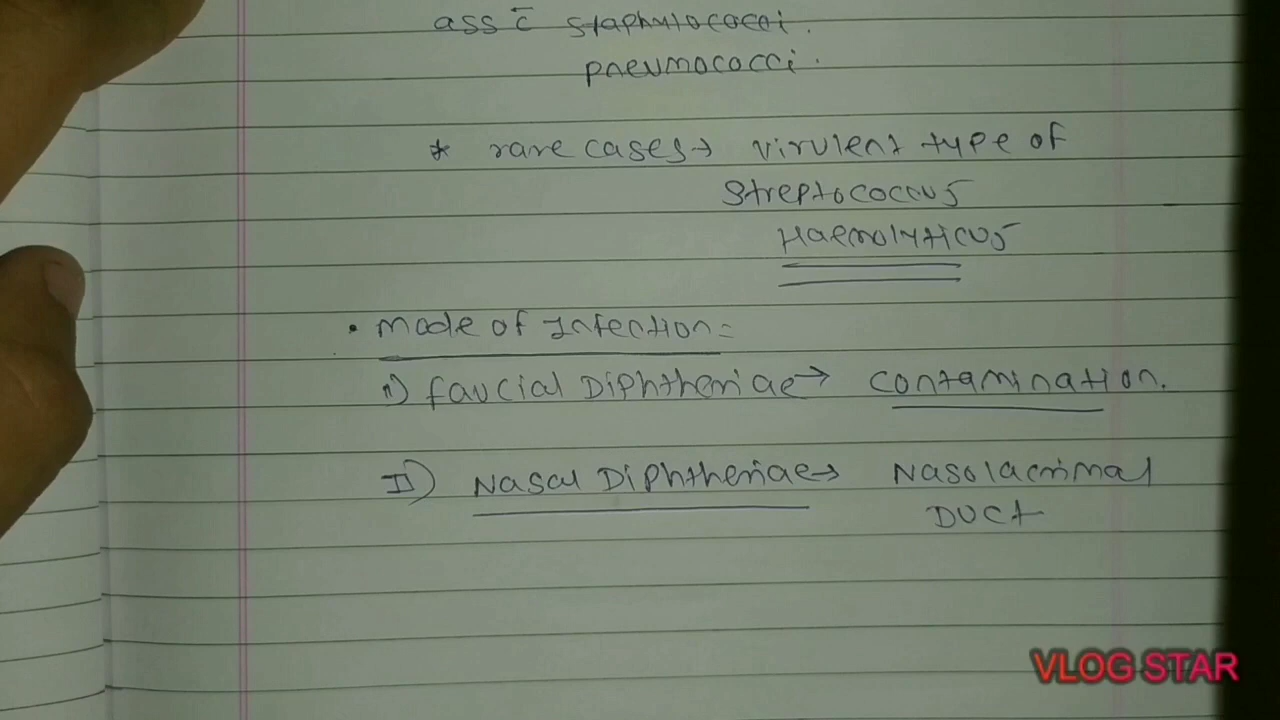 ass c̄ staphylococci.
pneumococci.
* rare cases → virulent type of
Streptococcus
Haemolyticus
• Mode of Infection =
1) Faucial Diphtheriae → contamination.
II) Nasal Diphtheriae → Nasolacrimal
Duct
VLOG STAR